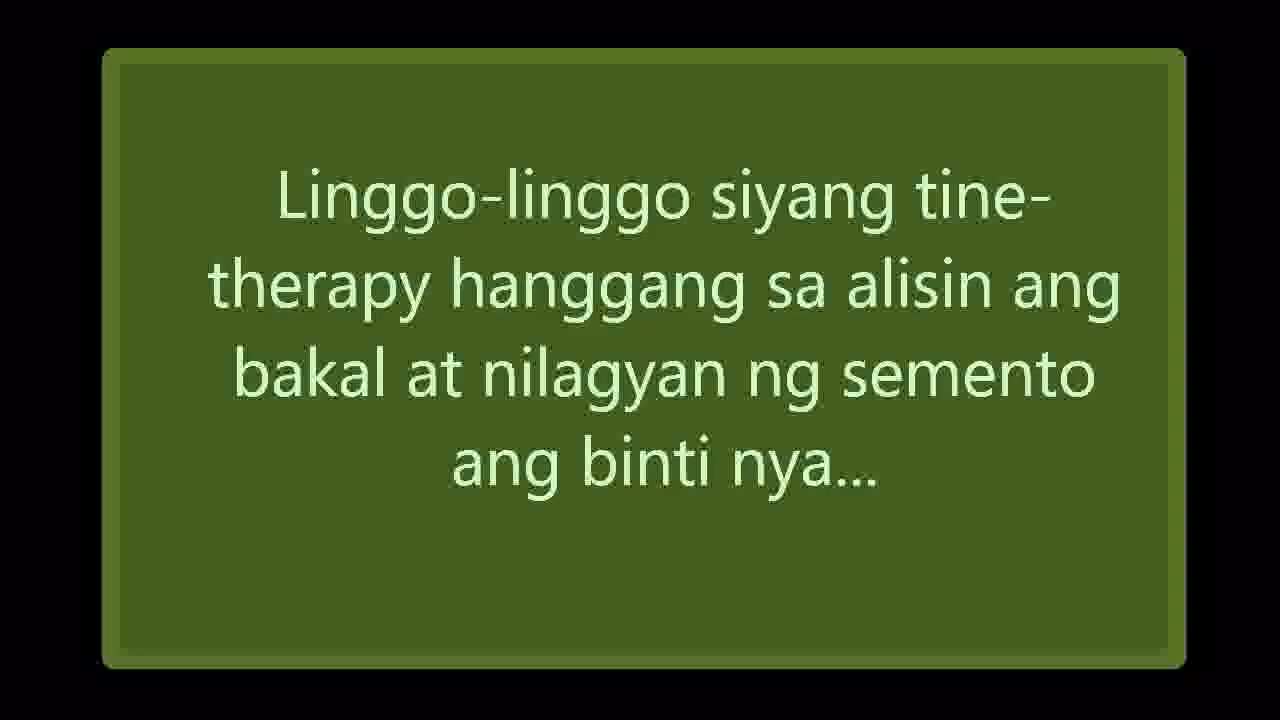 Linggo-linggo siyang tine-
therapy hanggang sa alisin ang
bakal at nilagyan ng semento
ang binti nya...